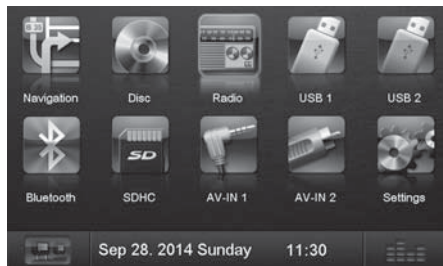 Navigation Disc Radio USB 1 USB 2
SD
Bluetooth SDHC AV-IN 1 AV-IN 2 Settings
Sep 28. 2014 Sunday 11:30